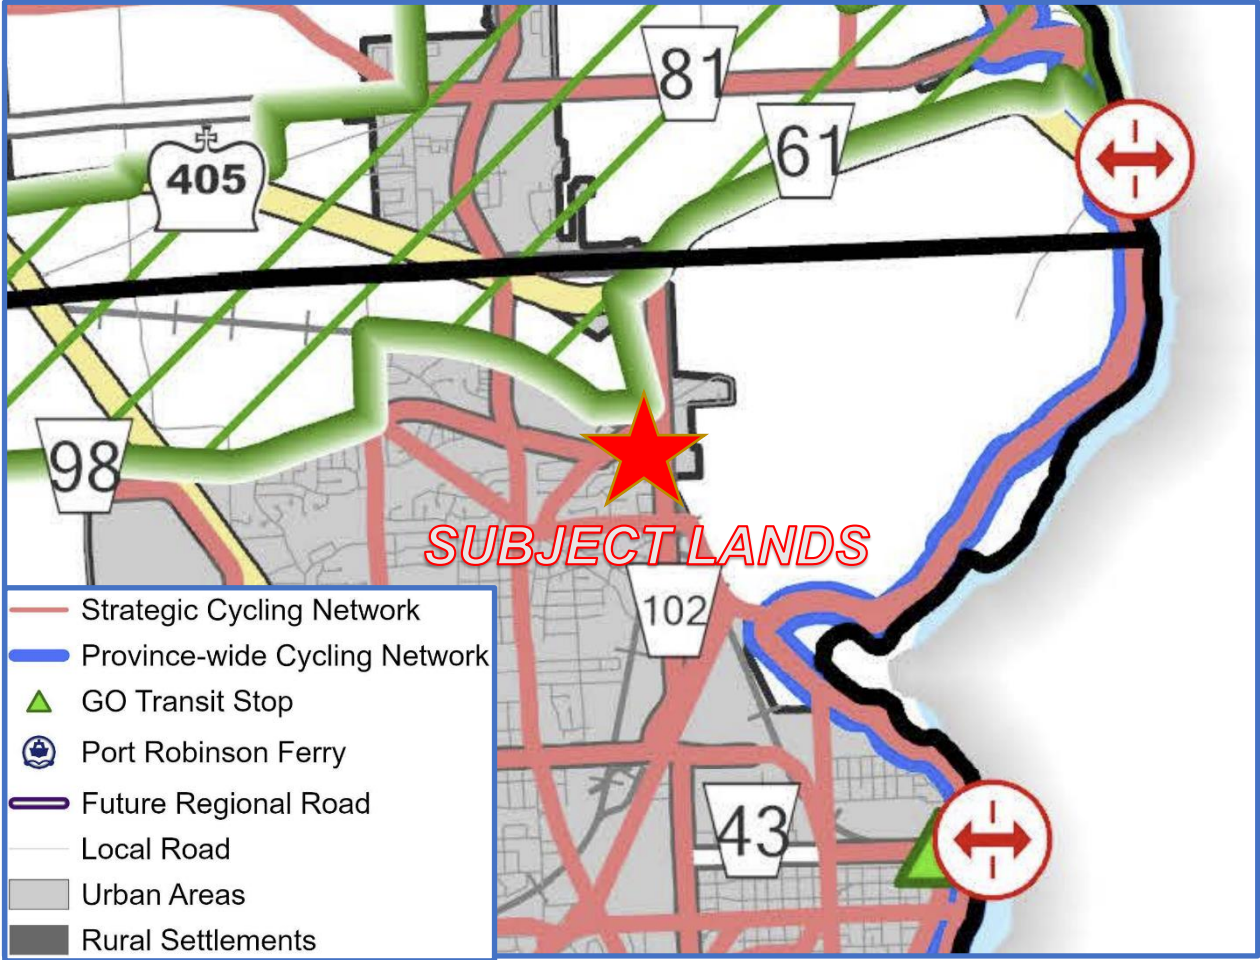 81
61
405
98
SUBJECT LANDS
102
43
Strategic Cycling Network
Province-wide Cycling Network
GO Transit Stop
Port Robinson Ferry
Future Regional Road
Local Road
Urban Areas
Rural Settlements